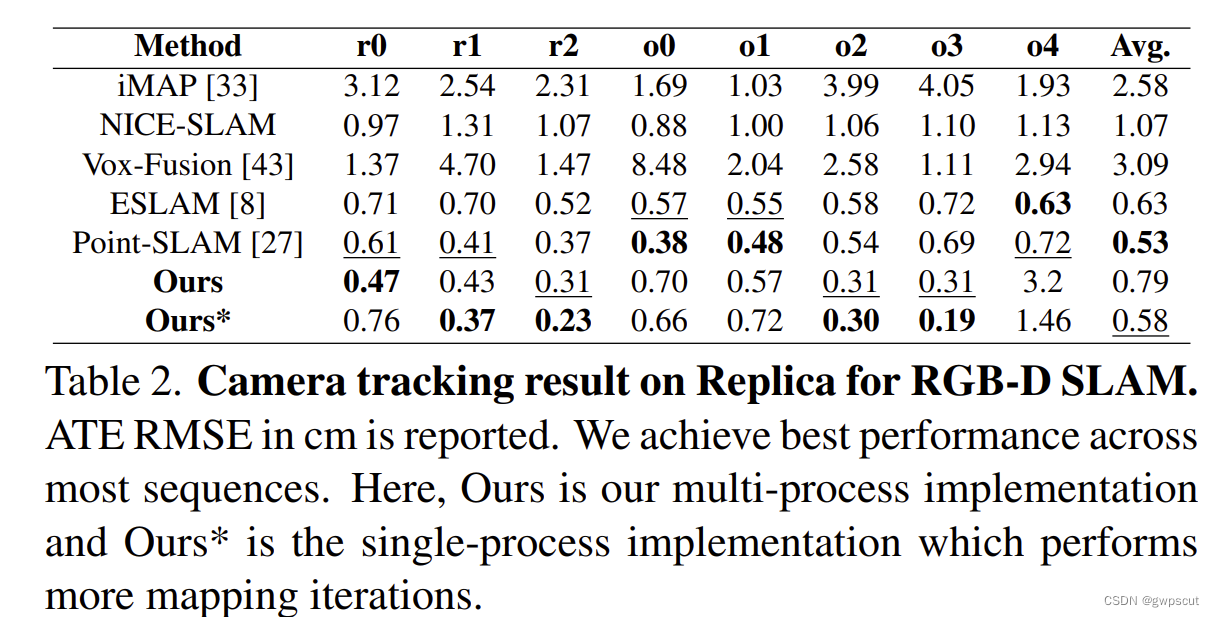 Method r0 r1 r2 o0 o1 o2 o3 o4 Avg.
iMAP [33] 3.12 2.54 2.31 1.69 1.03 3.99 4.05 1.93 2.58
NICE-SLAM 0.97 1.31 1.07 0.88 1.00 1.06 1.10 1.13 1.07
Vox-Fusion [43] 1.37 4.70 1.47 8.48 2.04 2.58 1.11 2.94 3.09
ESLAM [8] 0.71 0.70 0.52 0.57 0.55 0.58 0.72 0.63 0.63
Point-SLAM [27] 0.61 0.41 0.37 0.38 0.48 0.54 0.69 0.72 0.53
Ours 0.47 0.43 0.31 0.70 0.57 0.31 0.31 3.2 0.79
Ours* 0.76 0.37 0.23 0.66 0.72 0.30 0.19 1.46 0.58
Table 2. Camera tracking result on Replica for RGB-D SLAM.
ATE RMSE in cm is reported. We achieve best performance across
most sequences. Here, Ours is our multi-process implementation
and Ours* is the single-process implementation which performs
more mapping iterations.
CSDN @gwpscut